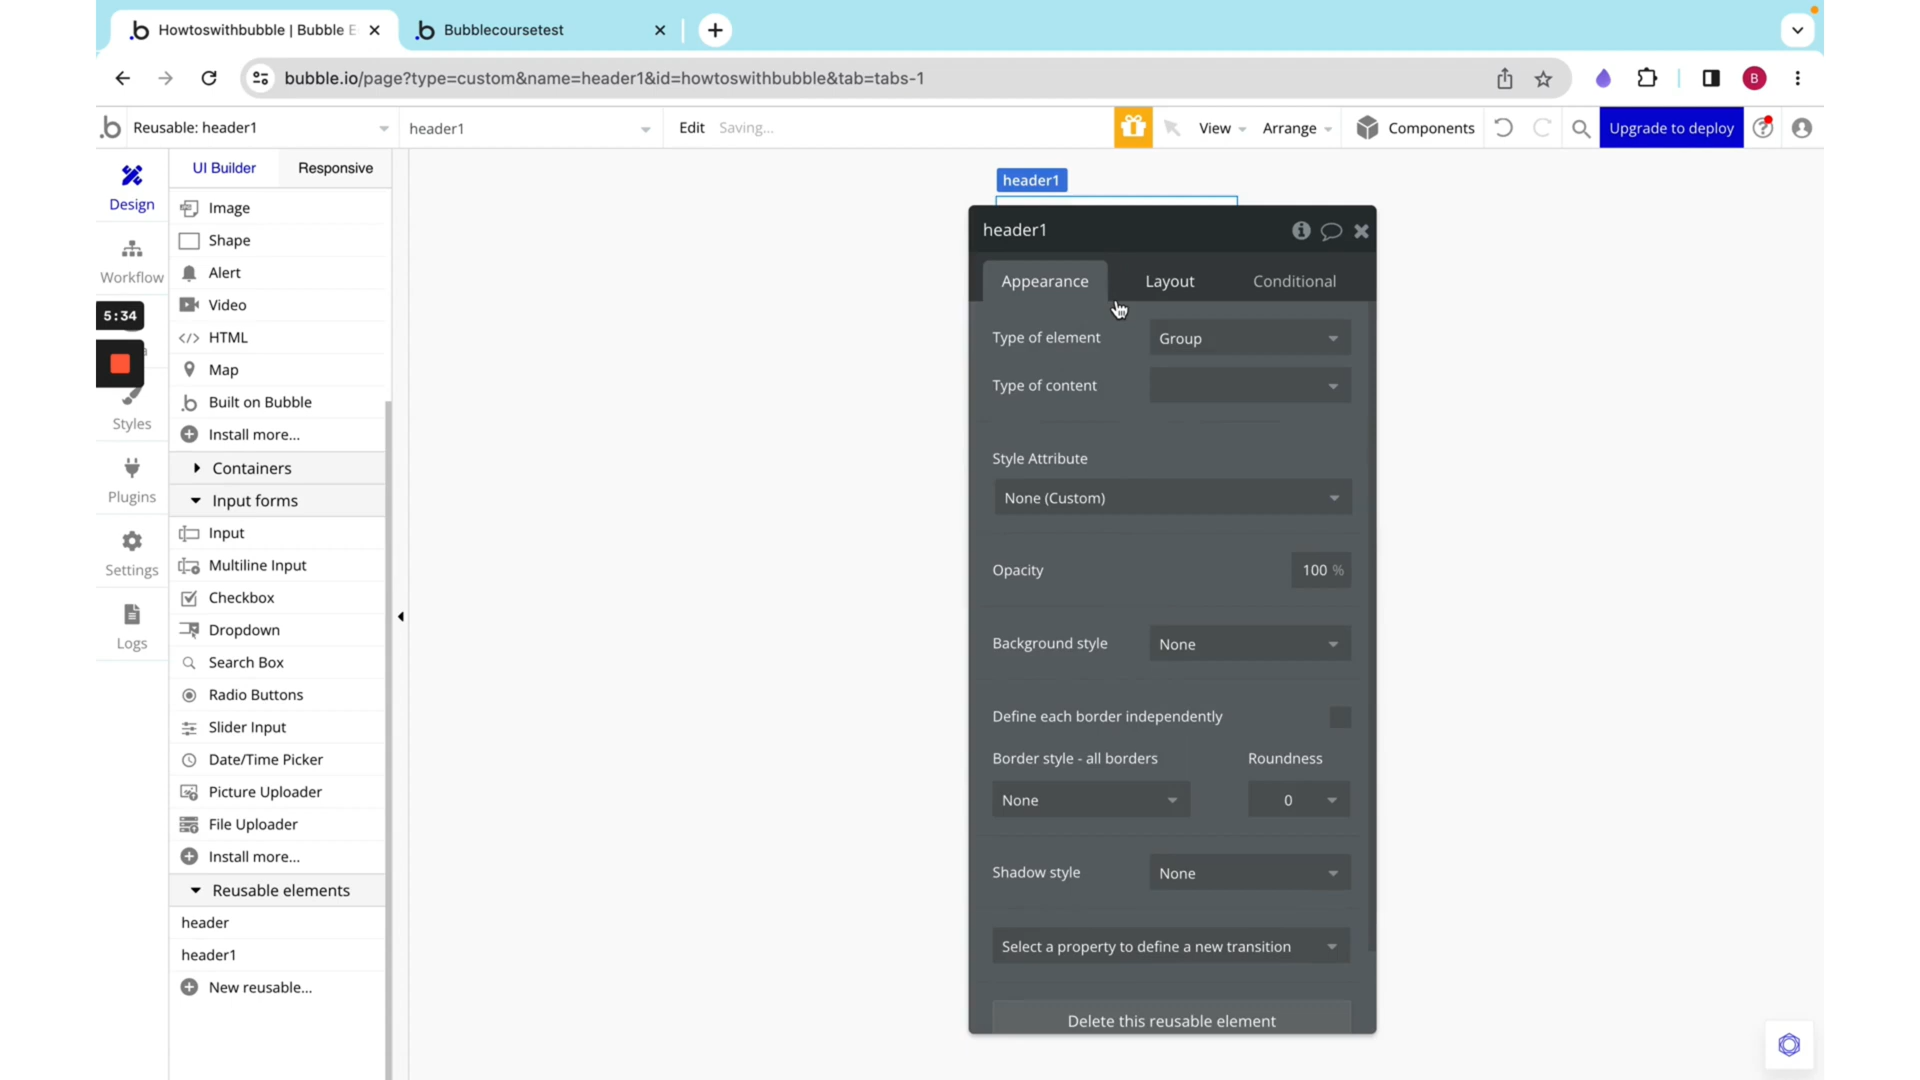 Howtoswithbubble | Bubble E
Bubblecoursetest
bubble.io/page?type=custom&name=header1&id=howtoswithbubble&tab=tabs-1
B
Reusable: header1
header1
Edit
Saving...
View
Arrange
Components
Upgrade to deploy
Design
Workflow
5:34
Styles
Plugins
Settings
Logs
UI Builder
Responsive
Image
Shape
Alert
Video
HTML
Map
Built on Bubble
Install more...
Containers
Input forms
Input
Multiline Input
Checkbox
Dropdown
Search Box
Radio Buttons
Slider Input
Date/Time Picker
Picture Uploader
File Uploader
Install more...
Reusable elements
header
header1
New reusable...
header1
header1
Appearance
Layout
Conditional
Type of element
Group
Type of content
Style Attribute
None (Custom)
Opacity
100 %
Background style
None
Define each border independently
Border style - all borders
Roundness
None
0
Shadow style
None
Select a property to define a new transition
Delete this reusable element